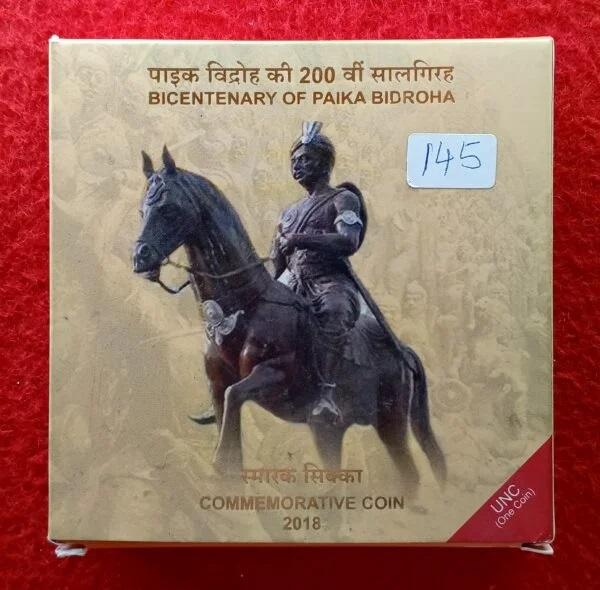 पाइक विद्रोह की 200 वीं सालगिरह
BICENTENARY OF PAIKA BIDROHA
145
स्मारक सिक्का
COMMEMORATIVE COIN
2018
UNC
(One Coin)